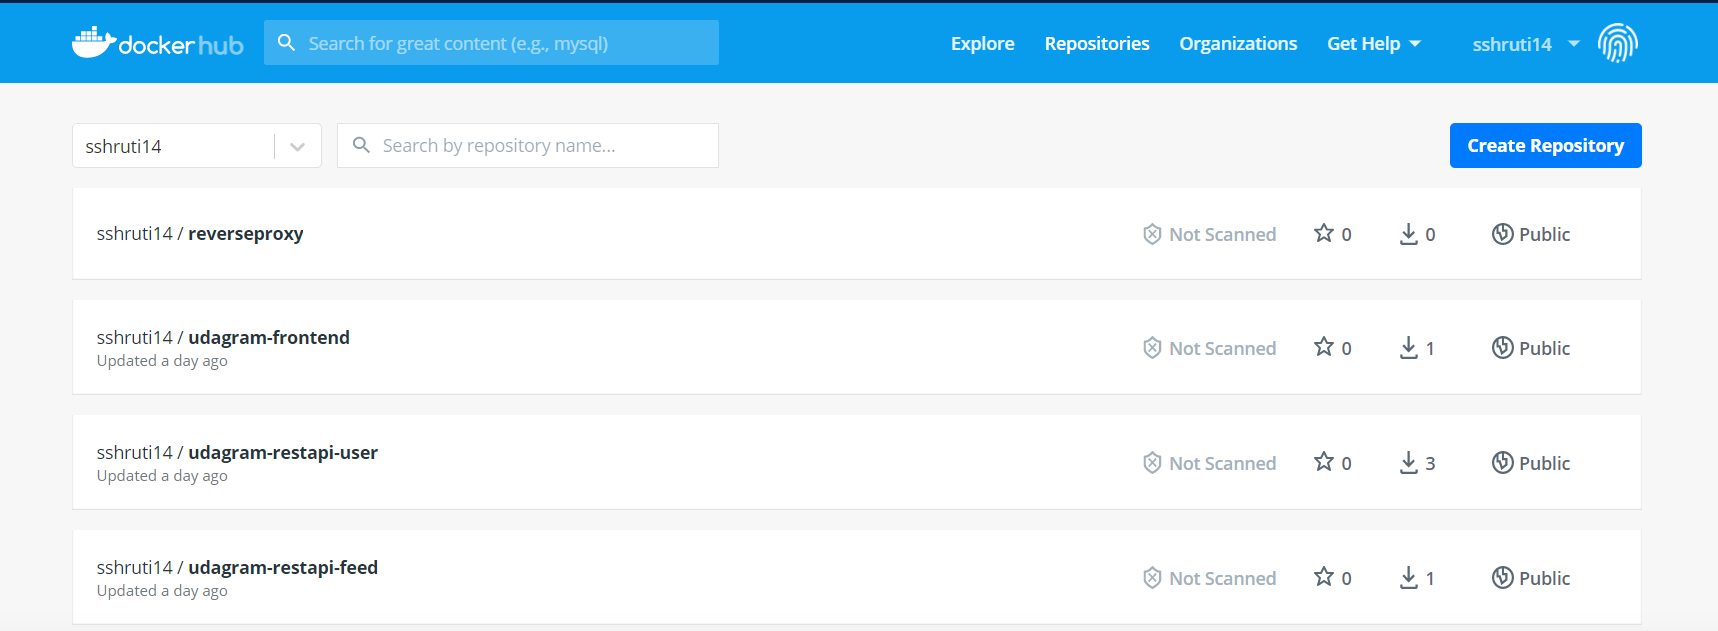 docker hub Search for great content (e.g., mysql) Explore Repositories Organizations Get Help sshruti14
sshruti14 Search by repository name... Create Repository
sshruti14 / reverseproxy Not Scanned 0 0 Public
sshruti14 / udagram-frontend Not Scanned 0 1 Public
Updated a day ago
sshruti14 / udagram-restapi-user Not Scanned 0 3 Public
Updated a day ago
sshruti14 / udagram-restapi-feed Not Scanned 0 1 Public
Updated a day ago